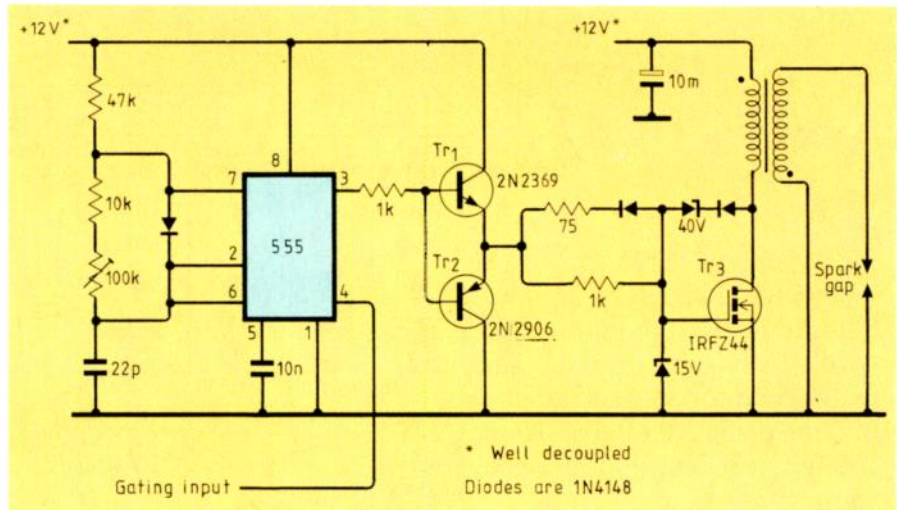 +12V*
+12V*
47k
10m
8
Tr1
7
3
2N2369
10k
1k
75
40V
555
2
Tr2
Tr3
100k
6
4
1k
Spark
gap
5
1
2N2906
IRFZ44
22p
10n
15V
* Well decoupled
Gating input
Diodes are 1N4148